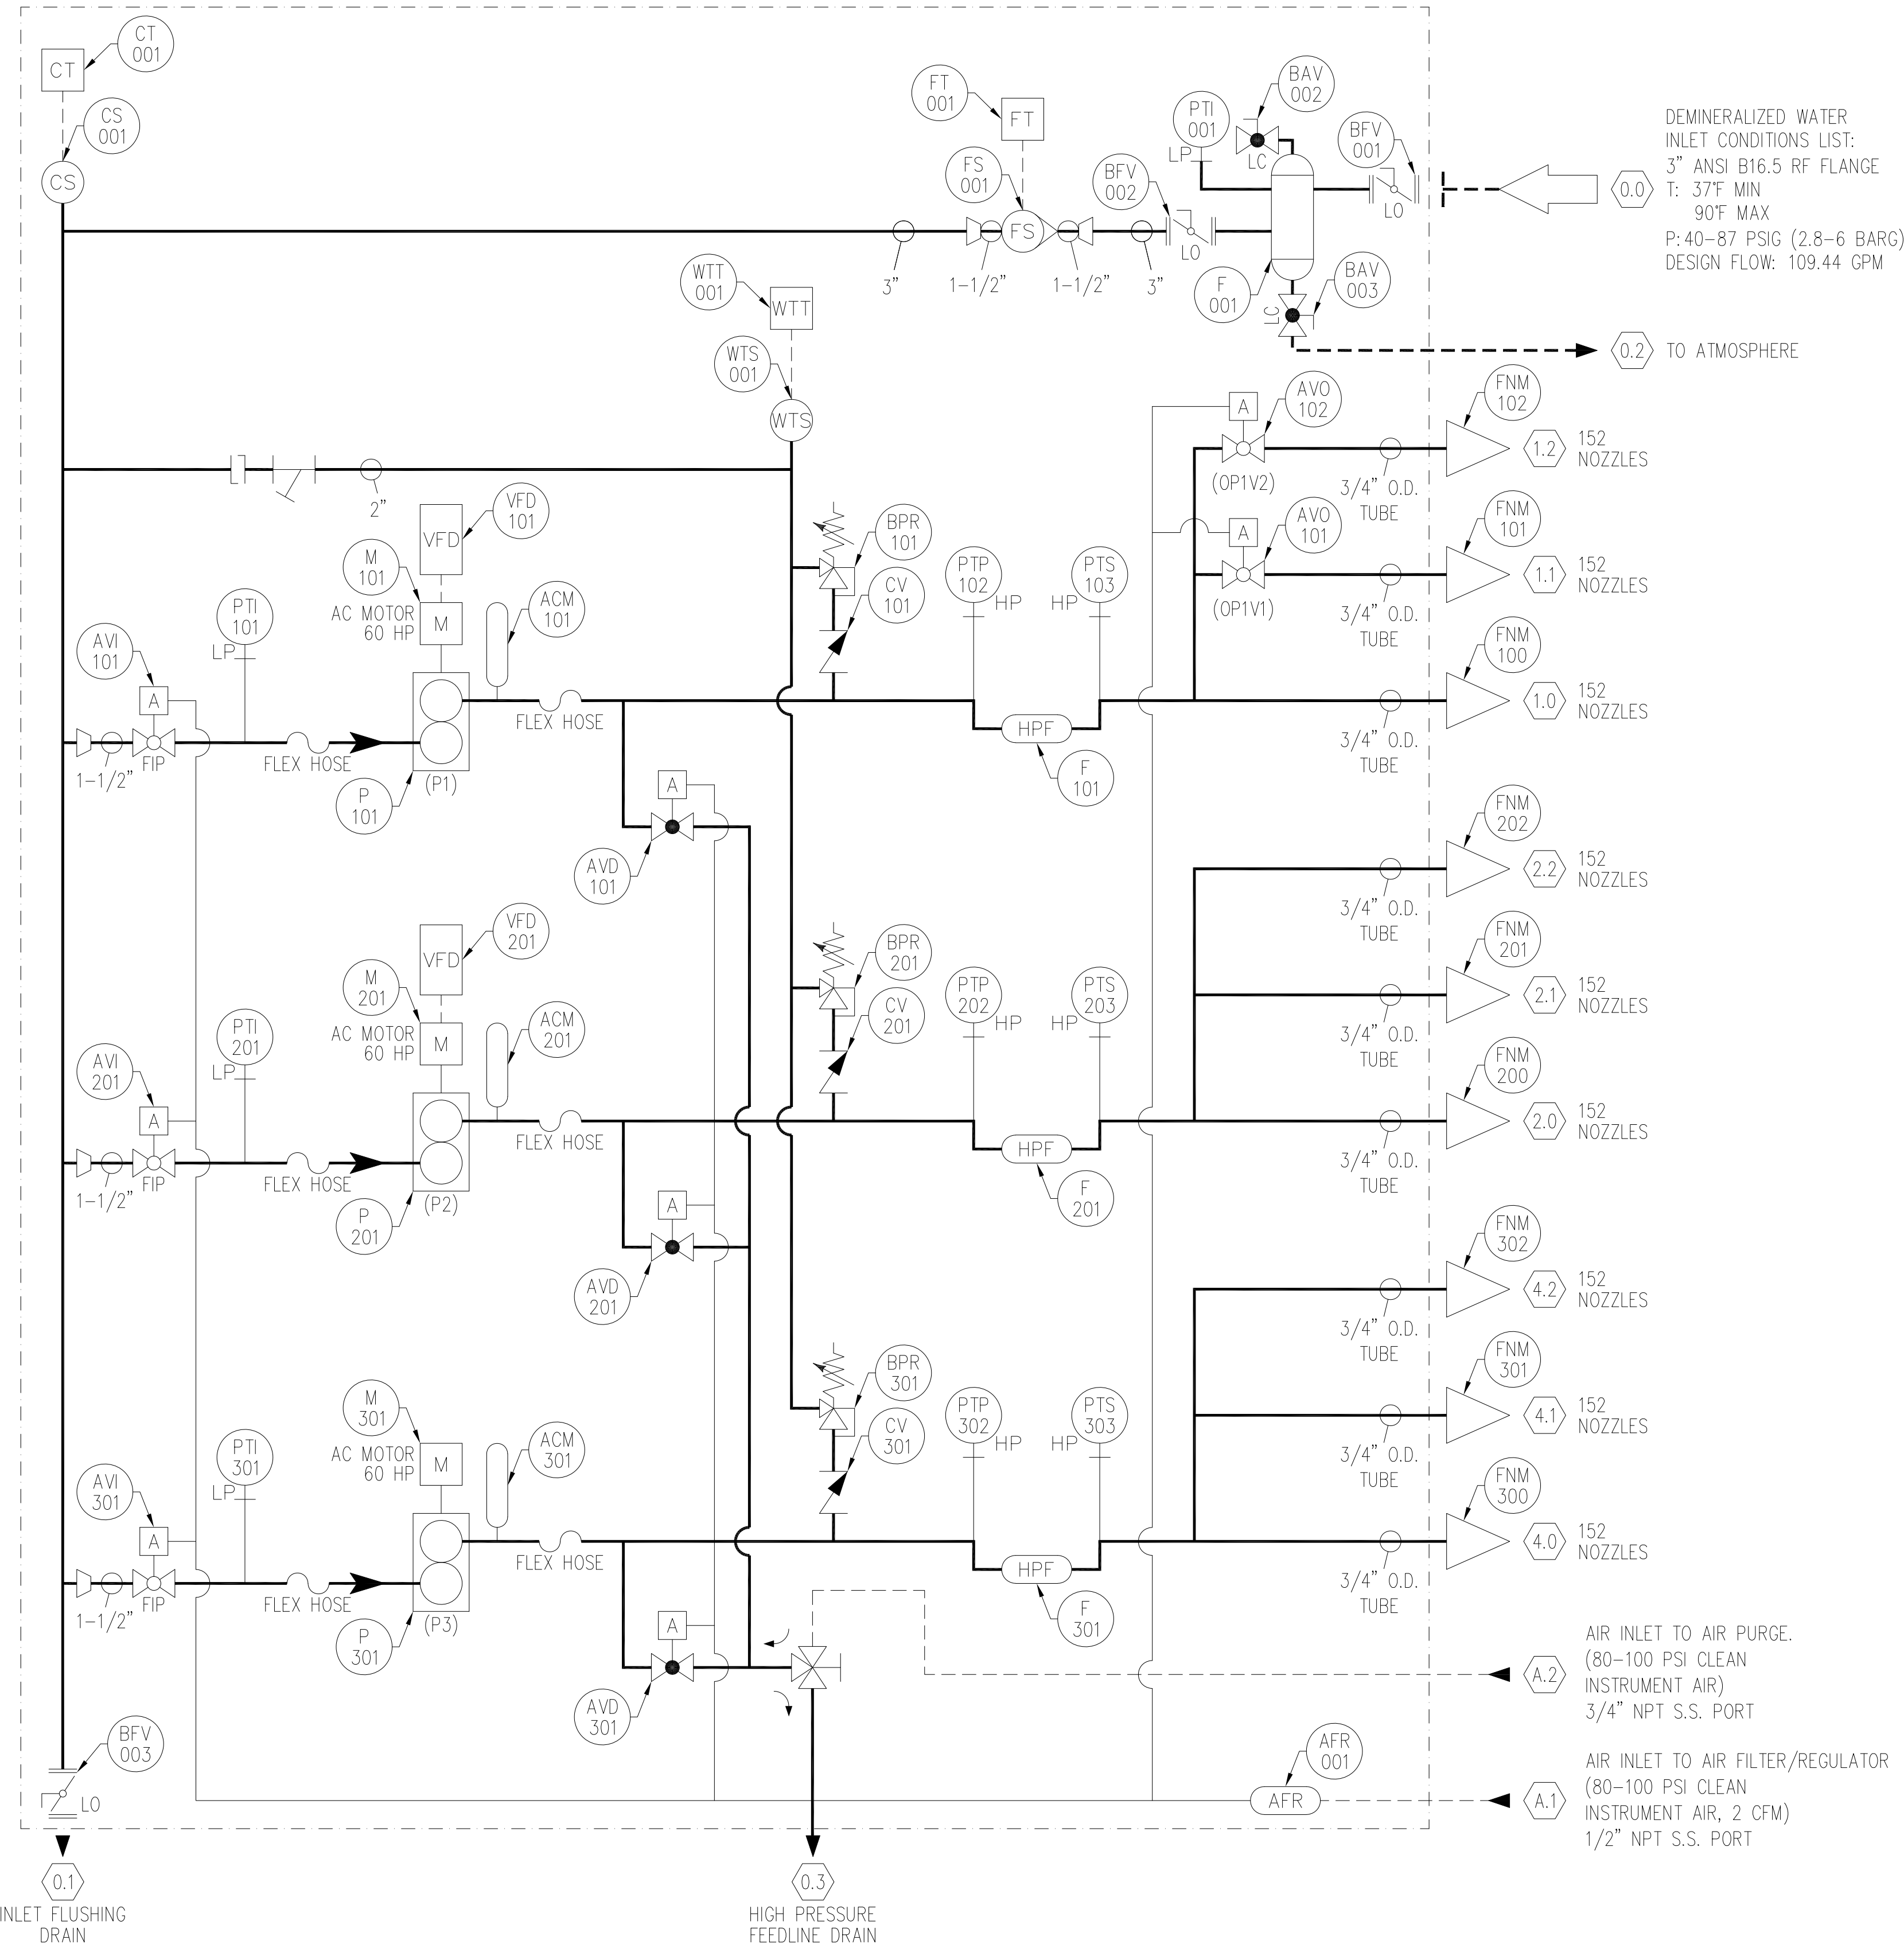 CT
001
CT
CS
001
CS
FT
001
FT
FS
001
FS
BFV
002
LO
PTI
001
LP
BAV
002
LC
BFV
001
LO
F
001
BAV
003
LC
3"
1-1/2"
1-1/2"
3"
0.0
DEMINERALIZED WATER
INLET CONDITIONS LIST:
3" ANSI B16.5 RF FLANGE
T: 37°F MIN
90°F MAX
P: 40-87 PSIG (2.8-6 BARG)
DESIGN FLOW: 109.44 GPM
0.2
TO ATMOSPHERE
WTT
001
WTT
WTS
001
WTS
2"
A
AVO
102
(OP1V2)
3/4" O.D.
TUBE
FNM
102
1.2
152
NOZZLES
A
AVO
101
(OP1V1)
3/4" O.D.
TUBE
FNM
101
1.1
152
NOZZLES
VFD
101
VFD
M
101
AC MOTOR
60 HP
M
ACM
101
PTI
101
LP
AVI
101
A
1-1/2"
FIP
FLEX HOSE
P
101
(P1)
FLEX HOSE
BPR
101
CV
101
PTP
102
HP
PTS
103
HP
HPF
F
101
3/4" O.D.
TUBE
FNM
100
1.0
152
NOZZLES
A
AVD
101
FNM
202
2.2
152
NOZZLES
3/4" O.D.
TUBE
FNM
201
2.1
152
NOZZLES
3/4" O.D.
TUBE
VFD
201
VFD
M
201
AC MOTOR
60 HP
M
ACM
201
PTI
201
LP
AVI
201
A
1-1/2"
FIP
FLEX HOSE
P
201
(P2)
FLEX HOSE
BPR
201
CV
201
PTP
202
HP
PTS
203
HP
HPF
F
201
3/4" O.D.
TUBE
FNM
200
2.0
152
NOZZLES
A
AVD
201
FNM
302
4.2
152
NOZZLES
3/4" O.D.
TUBE
FNM
301
4.1
152
NOZZLES
3/4" O.D.
TUBE
M
301
AC MOTOR
60 HP
M
ACM
301
PTI
301
LP
AVI
301
A
1-1/2"
FIP
FLEX HOSE
P
301
(P3)
FLEX HOSE
BPR
301
CV
301
PTP
302
HP
PTS
303
HP
HPF
F
301
3/4" O.D.
TUBE
FNM
300
4.0
152
NOZZLES
A
AVD
301
A.2
AIR INLET TO AIR PURGE.
(80-100 PSI CLEAN
INSTRUMENT AIR)
3/4" NPT S.S. PORT
AFR
001
AFR
A.1
AIR INLET TO AIR FILTER/REGULATOR
(80-100 PSI CLEAN
INSTRUMENT AIR, 2 CFM)
1/2" NPT S.S. PORT
BFV
003
LO
0.1
INLET FLUSHING
DRAIN
0.3
HIGH PRESSURE
FEEDLINE DRAIN